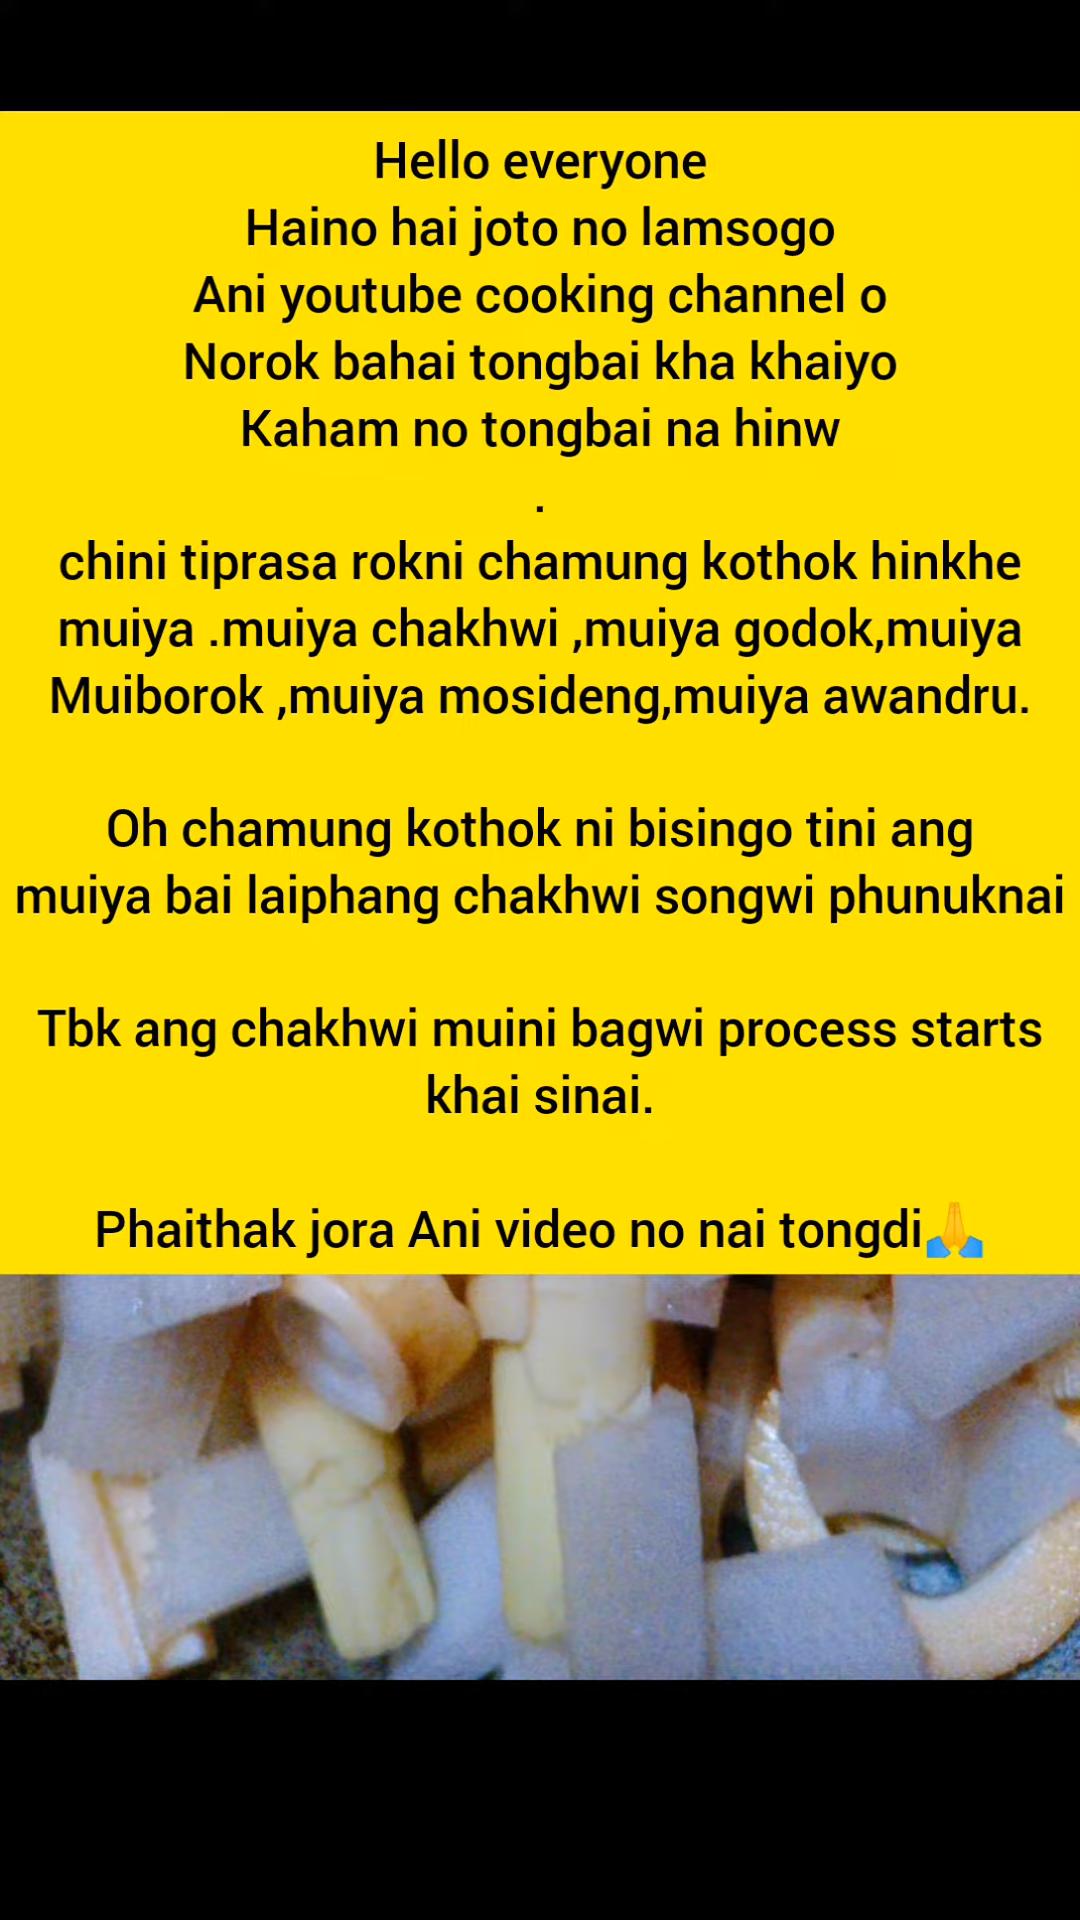 Hello everyone
Haino hai joto no lamsogo
Ani youtube cooking channel o
Norok bahai tongbai kha khaiyo
Kaham no tongbai na hinw
.
chini tiprasa rokni chamung kothok hinkhe
muiya .muiya chakhwi ,muiya godok,muiya
Muiborok ,muiya mosideng,muiya awandru.
Oh chamung kothok ni bisingo tini ang
muiya bai laiphang chakhwi songwi phunuknai
Tbk ang chakhwi muini bagwi process starts
khai sinai.
Phaithak jora Ani video no nai tongdi🙏